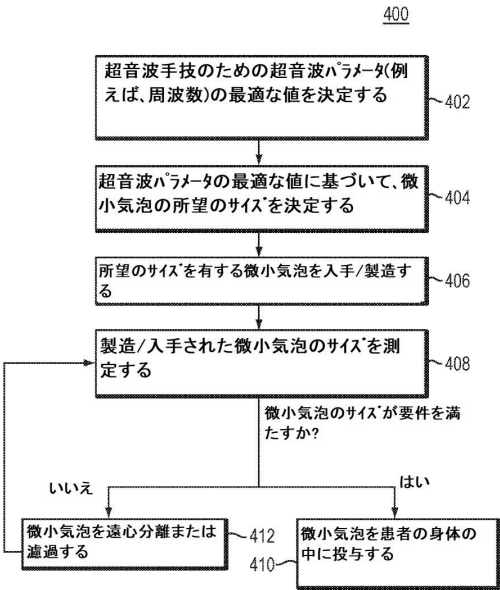 400
超音波手技のための超音波パラメータ(例
えば、周波数)の最適な値を決定する
402
超音波パラメータの最適な値に基づいて、微
小気泡の所望のサイズを決定する
404
所望のサイズを有する微小気泡を入手/製造す
る
406
製造/入手された微小気泡のサイズを測
定する
408
微小気泡のサイズが要件を満
たすか?
いいえ
はい
微小気泡を遠心分離または
濾過する
412
微小気泡を患者の身体の
中に投与する
410